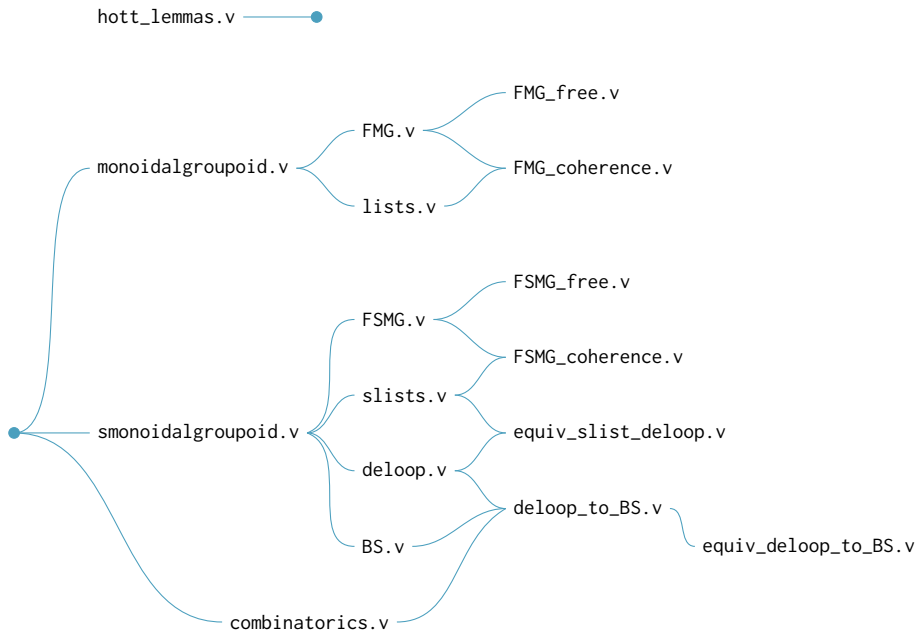 hott_lemmas.v
FMG_free.v
FMG.v
monoidalgroupoid.v
FMG_coherence.v
lists.v
FSMG_free.v
FSMG.v
FSMG_coherence.v
slists.v
smonoidalgroupoid.v
equiv_slist_deloop.v
deloop.v
deloop_to_BS.v
BS.v
equiv_deloop_to_BS.v
combinatorics.v